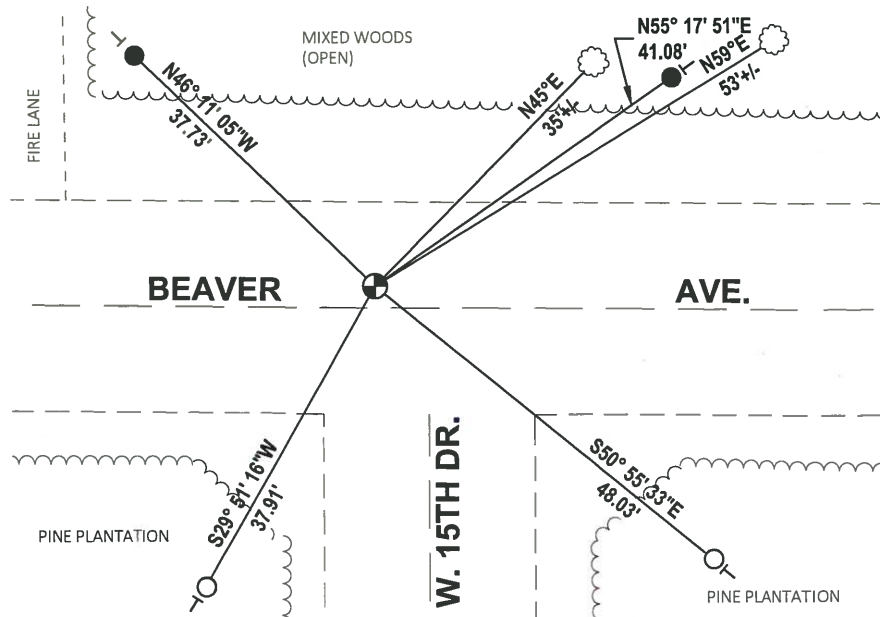 MIXED WOODS
(OPEN)
N55° 17' 51"E
41.08'
N59°E
53'+/-
N45°E
35'+/-
N46° 11' 05"W
37.73'
FIRE LANE
BEAVER AVE.
W. 15TH DR.
S29° 51' 16"W
37.91'
S50° 55' 33"E
48.03'
PINE PLANTATION
PINE PLANTATION